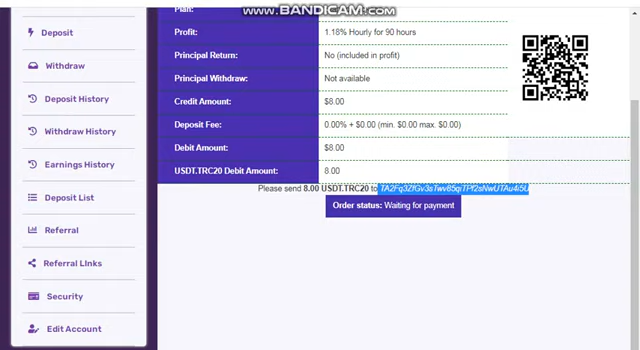 WWW.BANDICAM.COM
Plan:
Deposit
Profit:
1.18% Hourly for 90 hours
Principal Return:
No (included in profit)
Withdraw
Principal Withdraw:
Not available
Deposit History
Credit Amount:
$8.00
Deposit Fee:
0.00% + $0.00 (min. $0.00 max. $0.00)
Withdraw History
Debit Amount:
$8.00
Earnings History
USDT.TRC20 Debit Amount:
8.00
Please send 8.00 USDT.TRC20 to
Deposit List
Order status: Waiting for payment
Referral
Referral LInks
Security
Edit Account